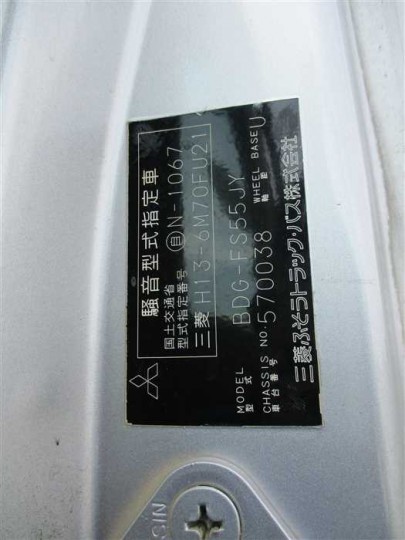 騒音型式指定車
国土交通省
型式指定番号 自N-1067
三菱 H13-6M70FU21
MODEL BDG-FS55JY
型式
CHASSIS NO. 570038 WHEEL BASE U
車台番号 軸距
三菱ふそうトラック・バス株式会社
SIN